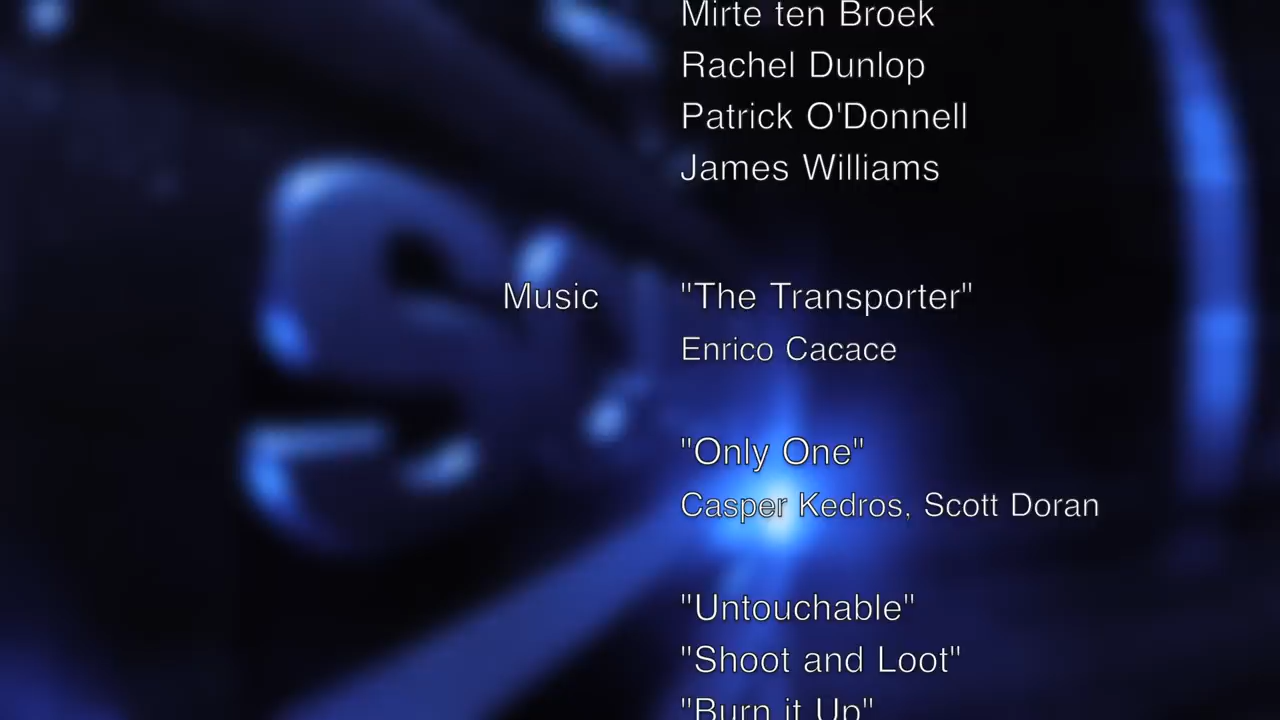 Mirte ten Broek
Rachel Dunlop
Patrick O'Donnell
James Williams
Music "The Transporter"
Enrico Cacace
"Only One"
Casper Kedros, Scott Doran
"Untouchable"
"Shoot and Loot"
"Burn it Up"